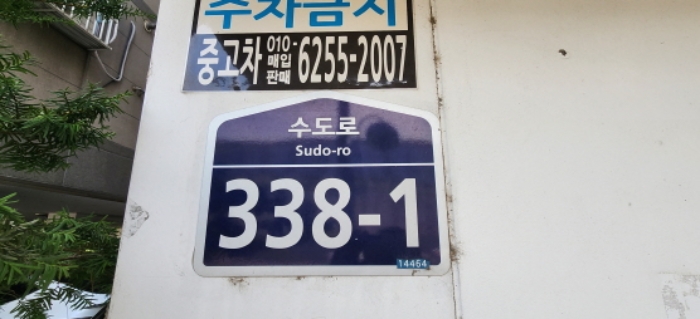 주차금지
중고차 010- 매입 판매 6255-2007
수도로
Sudo-ro
338-1
14464